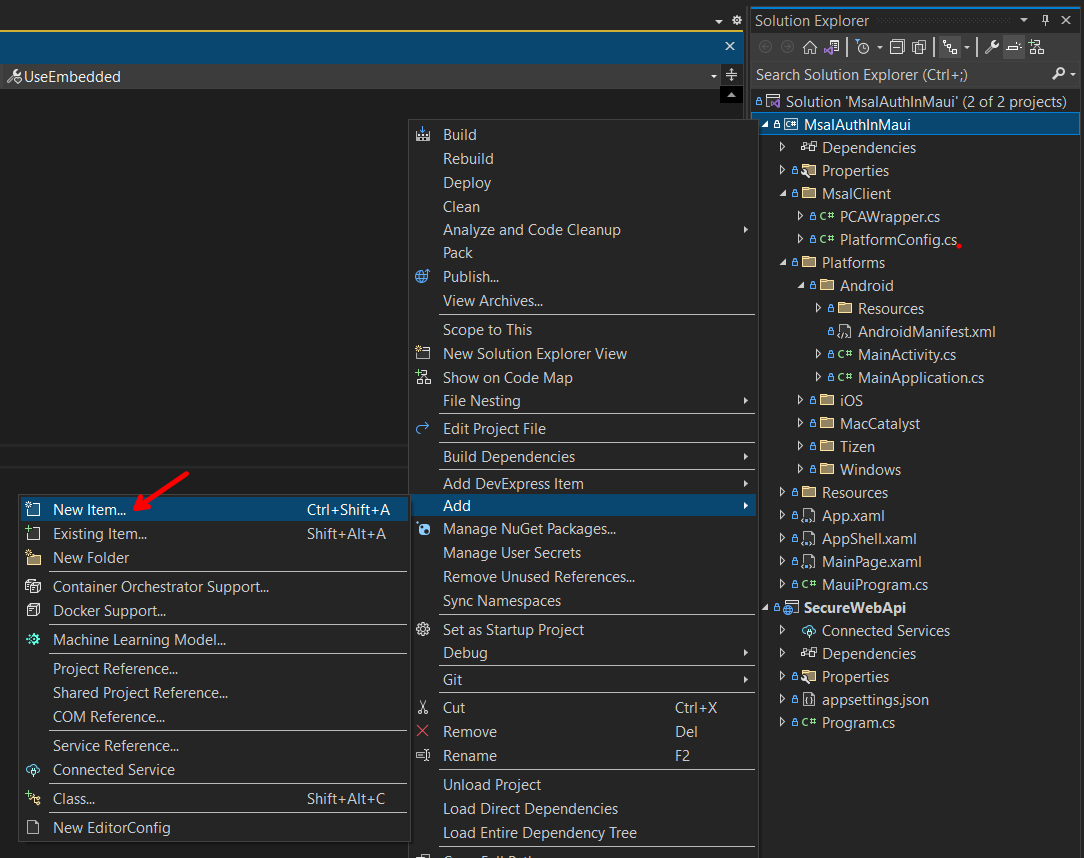 UseEmbedded
Build
Rebuild
Deploy
Clean
Analyze and Code Cleanup
Pack
Publish...
View Archives...
Scope to This
New Solution Explorer View
Show on Code Map
File Nesting
Edit Project File
Build Dependencies
Add DevExpress Item
Add
Manage NuGet Packages...
Manage User Secrets
Remove Unused References...
Sync Namespaces
Set as Startup Project
Debug
Git
Cut Ctrl+X
Remove Del
Rename F2
Unload Project
Load Direct Dependencies
Load Entire Dependency Tree
New Item... Ctrl+Shift+A
Existing Item... Shift+Alt+A
New Folder
Container Orchestrator Support...
Docker Support...
Machine Learning Model...
Project Reference...
Shared Project Reference...
COM Reference...
Service Reference...
Connected Service
Class... Shift+Alt+C
New EditorConfig
Solution Explorer
Search Solution Explorer (Ctrl+;)
Solution 'MsalAuthInMaui' (2 of 2 projects)
C# MsalAuthInMaui
Dependencies
Properties
MsalClient
C# PCAWrapper.cs
C# PlatformConfig.cs
Platforms
Android
Resources
AndroidManifest.xml
C# MainActivity.cs
C# MainApplication.cs
iOS
MacCatalyst
Tizen
Windows
Resources
App.xaml
AppShell.xaml
MainPage.xaml
C# MauiProgram.cs
SecureWebApi
Connected Services
Dependencies
Properties
appsettings.json
C# Program.cs